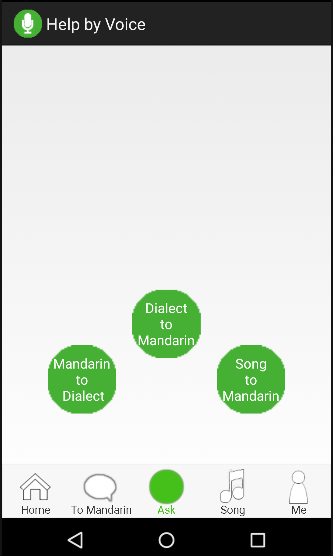 Help by Voice
Dialect
to
Mandarin
Mandarin
to
Dialect
Song
to
Mandarin
Home
To Mandarin
Ask
Song
Me